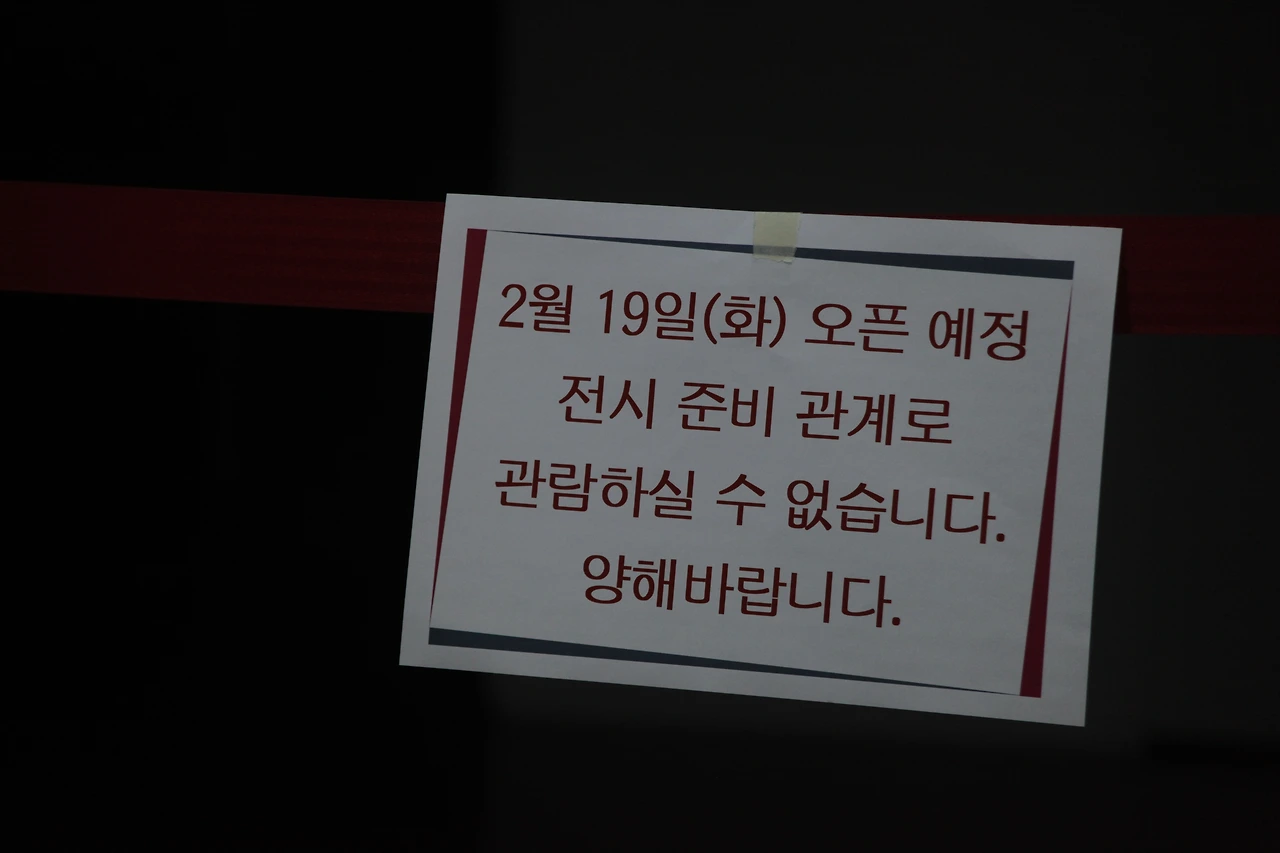 2월 19일(화) 오픈 예정
전시 준비 관계로
관람하실 수 없습니다.
양해바랍니다.